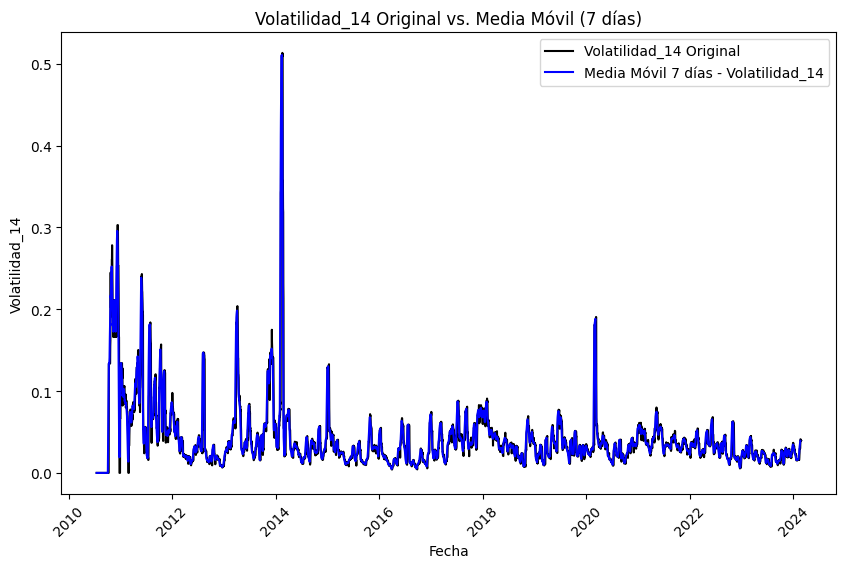 Volatilidad_14 Original vs. Media Móvil (7 días)
Volatilidad_14 Original
Media Móvil 7 días - Volatilidad_14
Volatilidad_14
0.5
0.4
0.3
0.2
0.1
0.0
2010
2012
2014
2016
2018
2020
2022
2024
Fecha